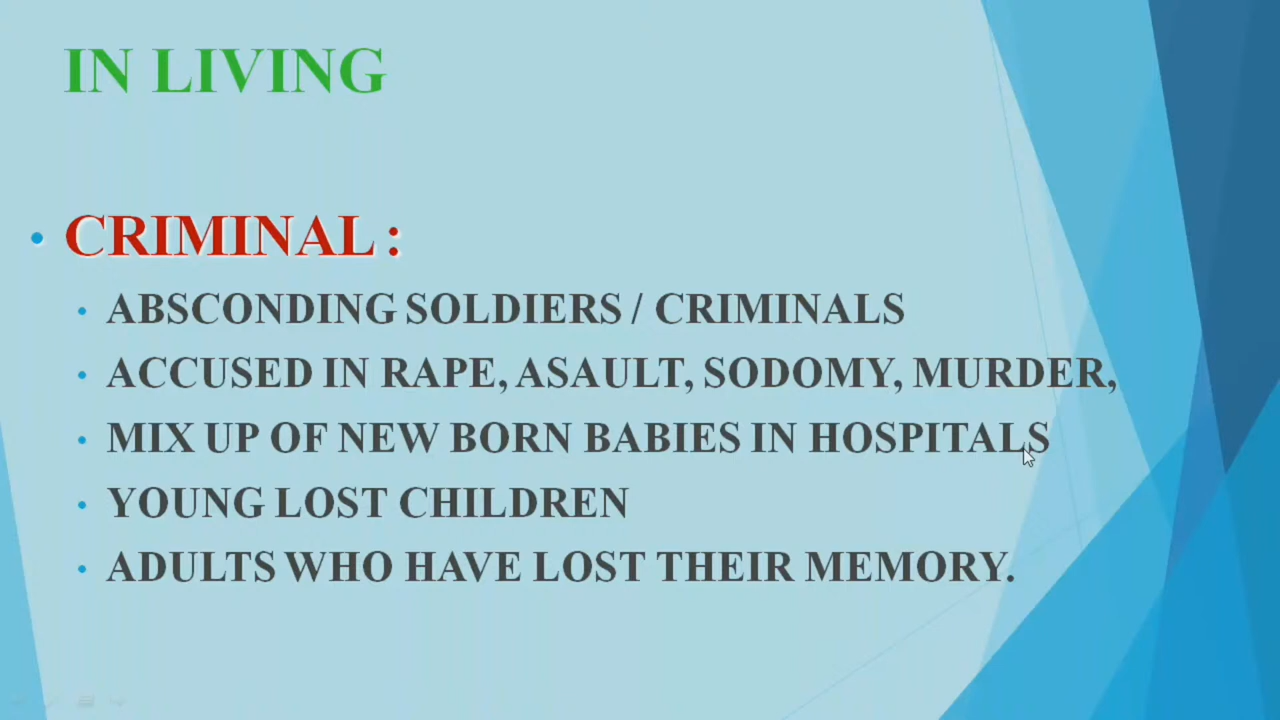 IN LIVING
• CRIMINAL :
• ABSCONDING SOLDIERS / CRIMINALS
• ACCUSED IN RAPE, ASAULT, SODOMY, MURDER,
• MIX UP OF NEW BORN BABIES IN HOSPITALS
• YOUNG LOST CHILDREN
• ADULTS WHO HAVE LOST THEIR MEMORY.